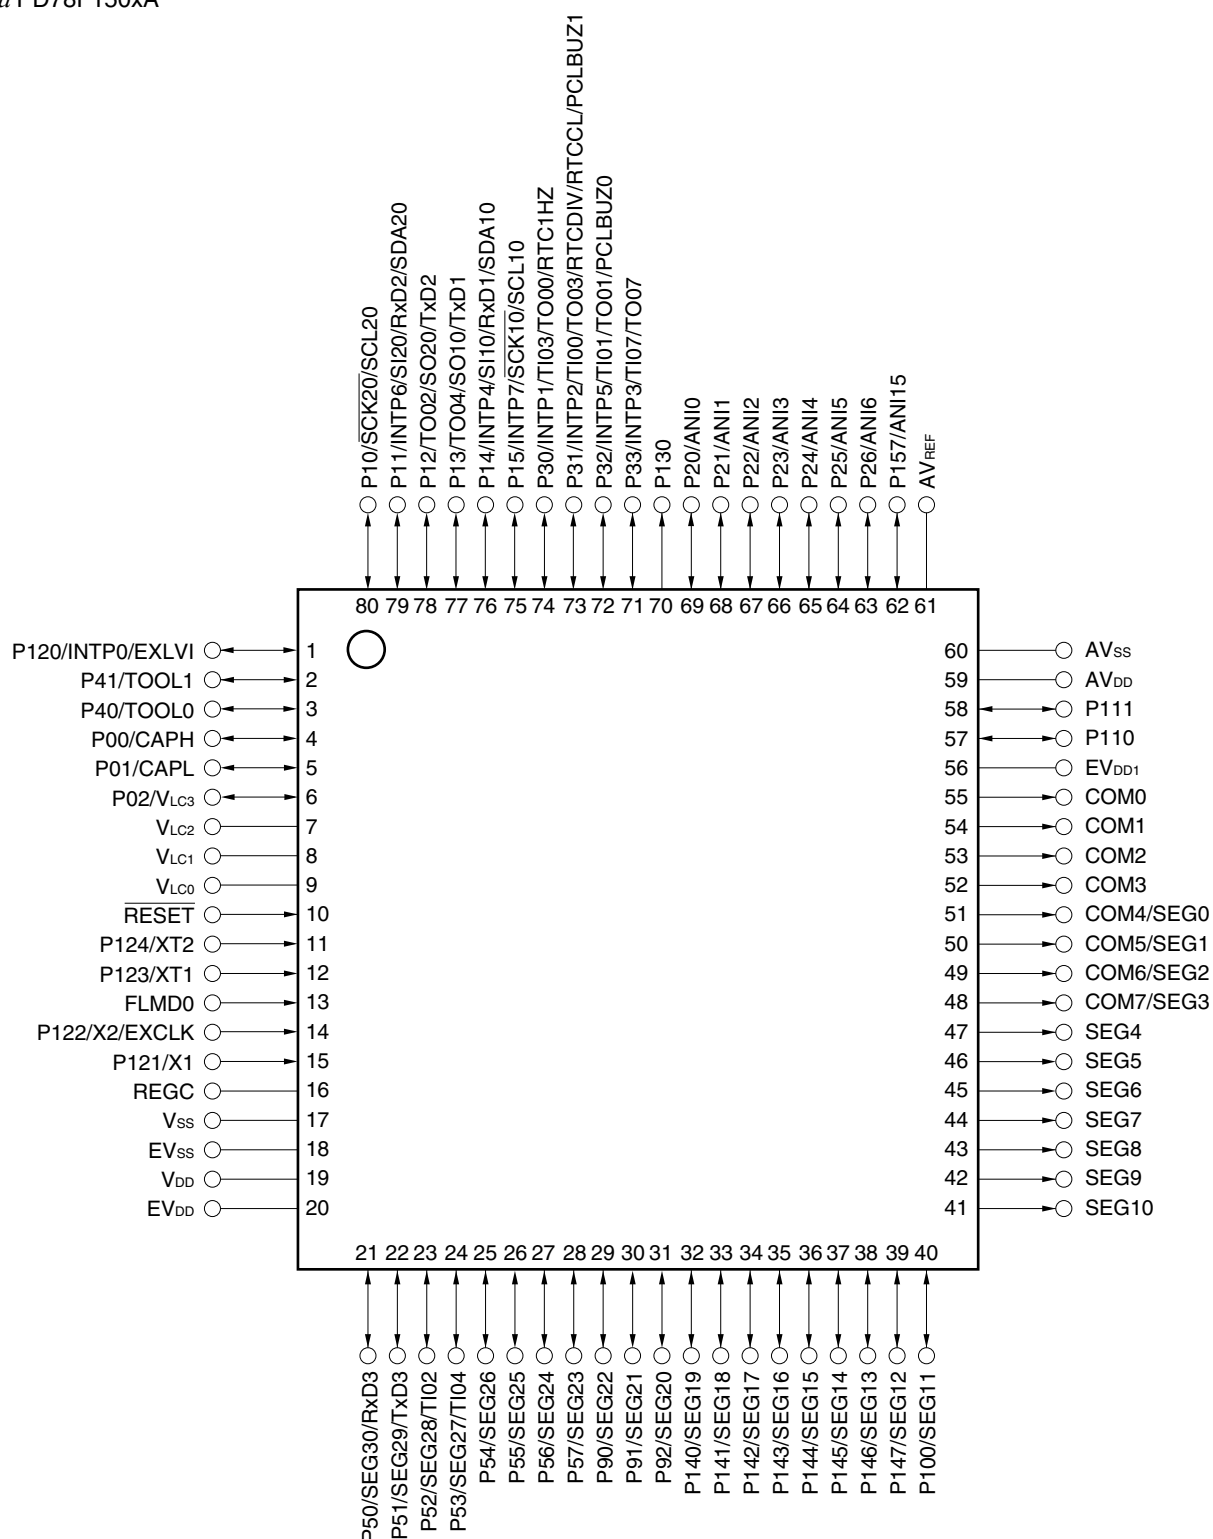 PD78F150xA
P10/SCK20/SCL20
P11/INTP6/SI20/RxD2/SDA20
P12/TO02/SO20/TxD2
P13/TO04/SO10/TxD1
P14/INTP4/SI10/RxD1/SDA10
P15/INTP7/SCK10/SCL10
P30/INTP1/TI03/TO00/RTC1HZ
P31/INTP2/TI00/TO03/RTCDIV/RTCCL/PCLBUZ1
P32/INTP5/TI01/TO01/PCLBUZ0
P33/INTP3/TI07/TO07
P130
P20/ANI0
P21/ANI1
P22/ANI2
P23/ANI3
P24/ANI4
P25/ANI5
P26/ANI6
P157/ANI15
AVREF
80 79 78 77 76 75 74 73 72 71 70 69 68 67 66 65 64 63 62 61
P120/INTP0/EXLVI 1 60 AVSS
P41/TOOL1 2 59 AVDD
P40/TOOL0 3 58 P111
P00/CAPH 4 57 P110
P01/CAPL 5 56 EVDD1
P02/VLC3 6 55 COM0
VLC2 7 54 COM1
VLC1 8 53 COM2
VLC0 9 52 COM3
RESET 10 51 COM4/SEG0
P124/XT2 11 50 COM5/SEG1
P123/XT1 12 49 COM6/SEG2
FLMD0 13 48 COM7/SEG3
P122/X2/EXCLK 14 47 SEG4
P121/X1 15 46 SEG5
REGC 16 45 SEG6
VSS 17 44 SEG7
EVSS 18 43 SEG8
VDD 19 42 SEG9
EVDD 20 41 SEG10
21 22 23 24 25 26 27 28 29 30 31 32 33 34 35 36 37 38 39 40
P50/SEG30/RxD3
P51/SEG29/TxD3
P52/SEG28/TI02
P53/SEG27/TI04
P54/SEG26
P55/SEG25
P56/SEG24
P57/SEG23
P90/SEG22
P91/SEG21
P92/SEG20
P140/SEG19
P141/SEG18
P142/SEG17
P143/SEG16
P144/SEG15
P145/SEG14
P146/SEG13
P147/SEG12
P100/SEG11